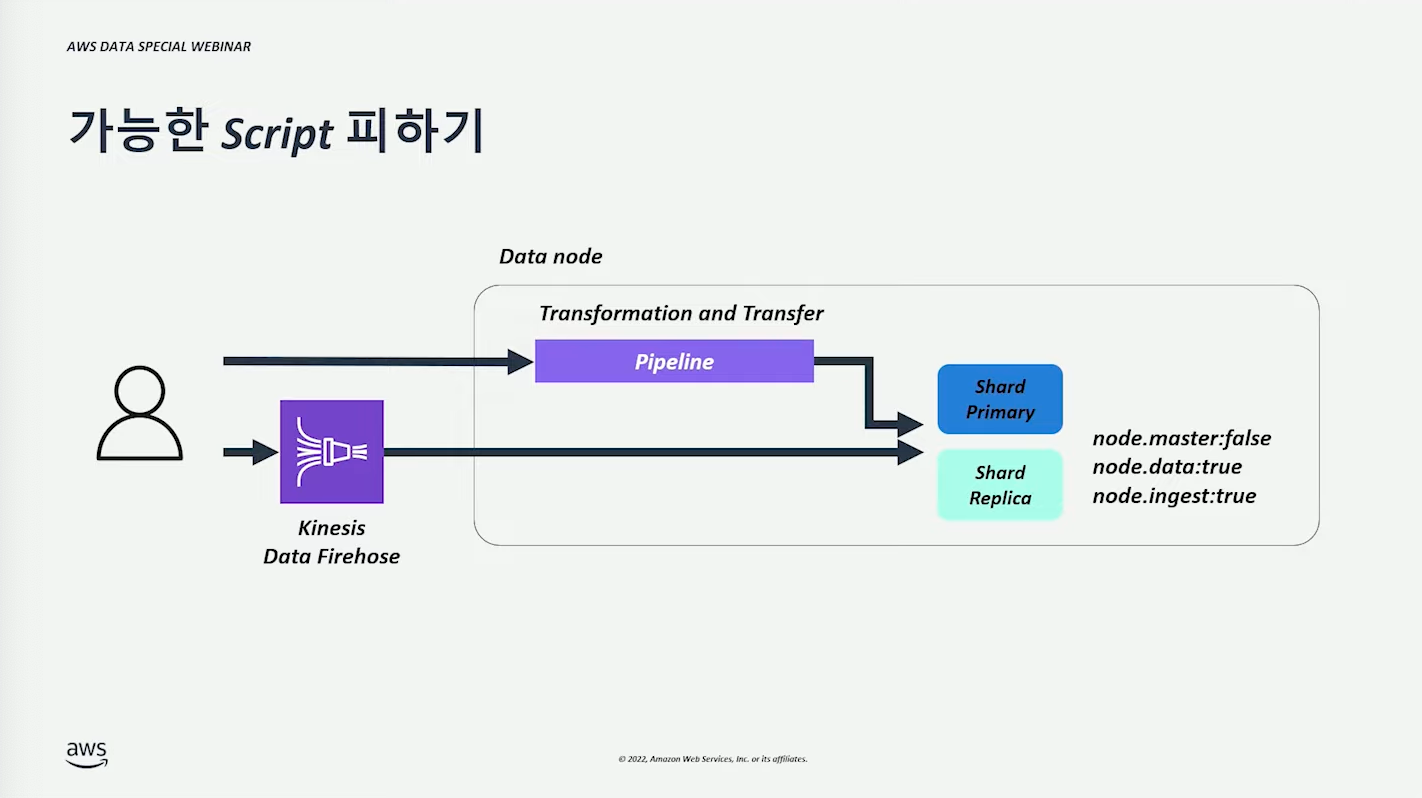 AWS DATA SPECIAL WEBINAR
가능한 Script 피하기
Data node
Transformation and Transfer
Pipeline
Shard
Primary
Shard
Replica
node.master:false
node.data:true
node.ingest:true
Kinesis
Data Firehose
aws
© 2022, Amazon Web Services, Inc. or its affiliates.